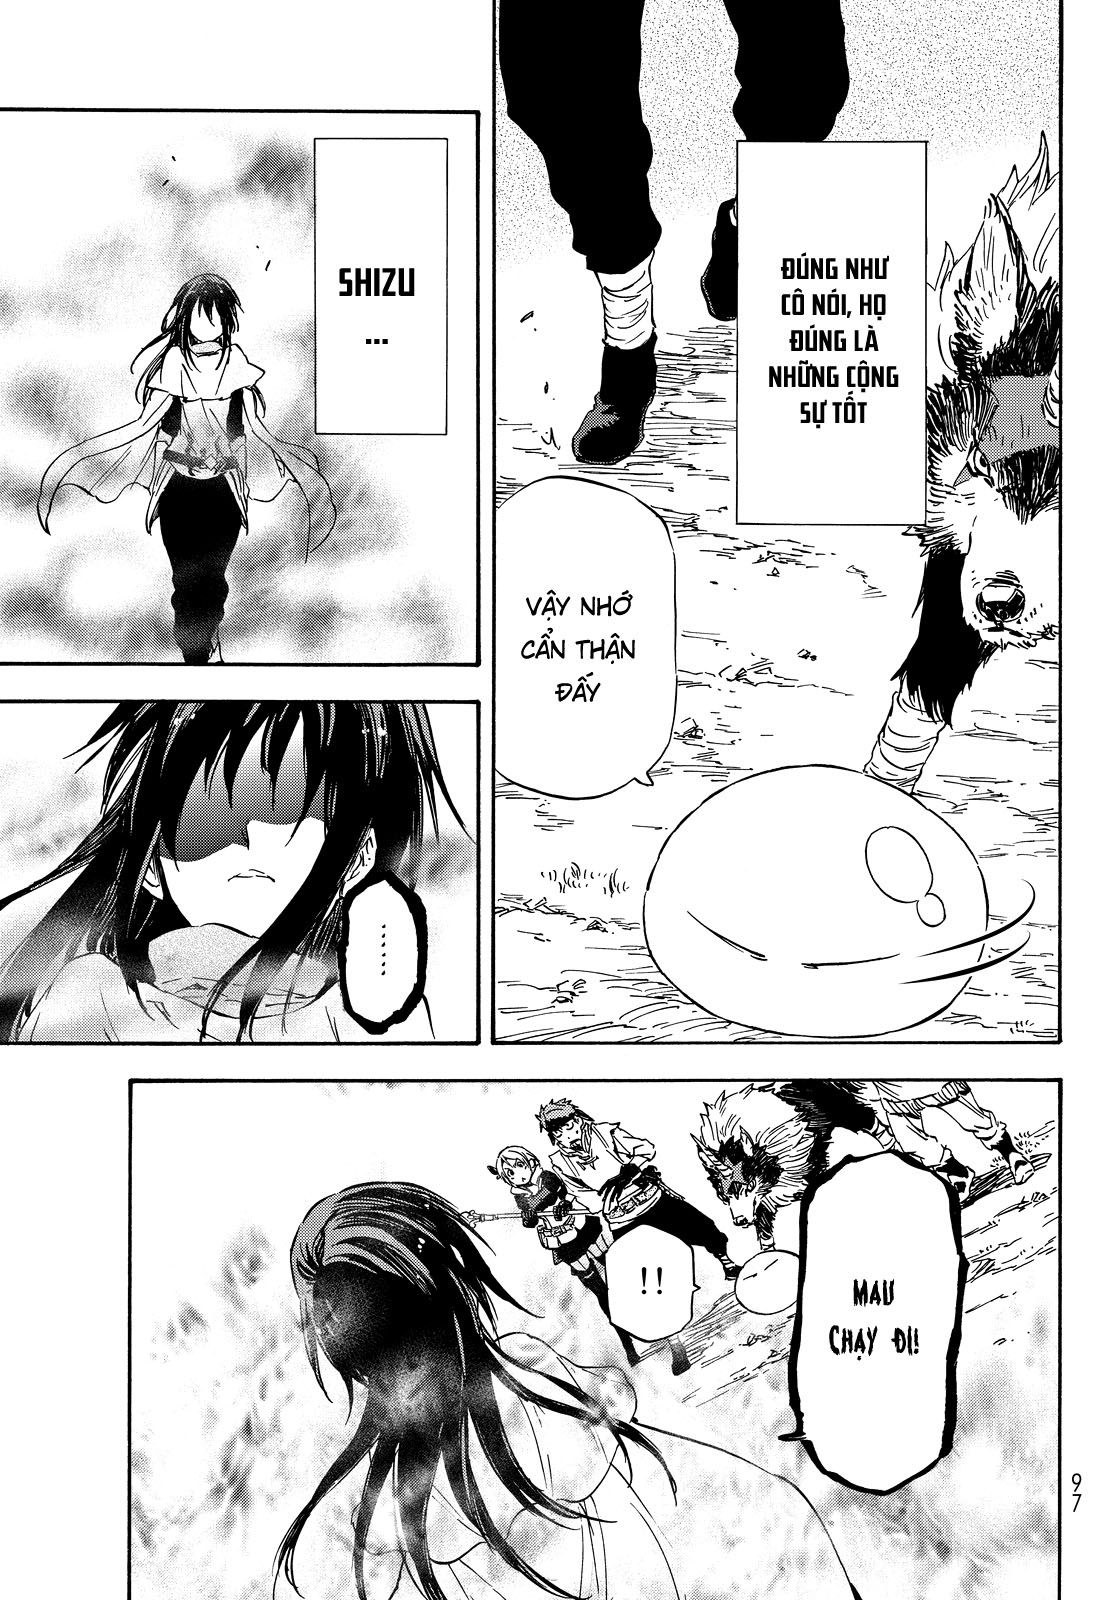 ĐÚNG NHƯ
CÔ NÓI, HỌ
ĐÚNG LÀ
NHỮNG CỘNG
SỰ TỐT
VẬY NHỚ
CẨN THẬN
ĐẤY
SHIZU
...
........
!!
MAU
CHẠY ĐI!
97